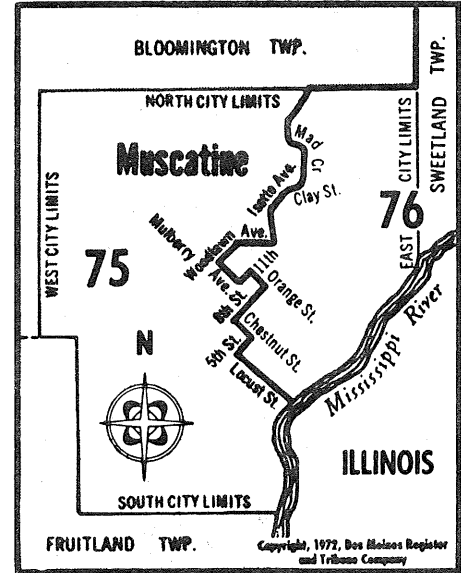 BLOOMINGTON TWP.
SWEETLAND TWP.
NORTH CITY LIMITS
Mad Cr
Muscatine
Isette Ave.
Clay St.
EAST CITY LIMITS
76
WEST CITY LIMITS
Mulberry Ave.
Woodlawn Ave.
11th
75
Orange St.
8th St.
Chestnut St.
5th St.
Locust St.
Mississippi River
N
ILLINOIS
SOUTH CITY LIMITS
FRUITLAND TWP.
Copyright, 1972, Des Moines Register
and Tribune Company